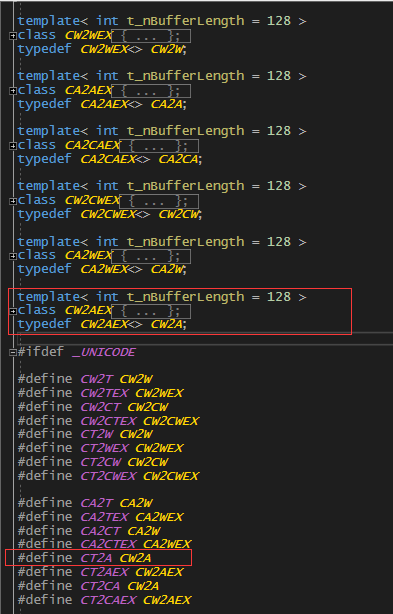 template< int t_nBufferLength = 128 >
class CW2WEX { ... };
typedef CW2WEX<> CW2W;
template< int t_nBufferLength = 128 >
class CA2AEX { ... };
typedef CA2AEX<> CA2A;
template< int t_nBufferLength = 128 >
class CA2CAEX { ... };
typedef CA2CAEX<> CA2CA;
template< int t_nBufferLength = 128 >
class CW2CWEX { ... };
typedef CW2CWEX<> CW2CW;
template< int t_nBufferLength = 128 >
class CA2WEX { ... };
typedef CA2WEX<> CA2W;
template< int t_nBufferLength = 128 >
class CW2AEX { ... };
typedef CW2AEX<> CW2A;
#ifdef _UNICODE
#define CW2T CW2W
#define CW2TEX CW2WEX
#define CW2CT CW2CW
#define CW2CTEX CW2CWEX
#define CT2W CW2W
#define CT2WEX CW2WEX
#define CT2CW CW2CW
#define CT2CWEX CW2CWEX
#define CA2T CA2W
#define CA2TEX CA2WEX
#define CA2CT CA2W
#define CA2CTEX CA2WEX
#define CT2A CW2A
#define CT2AEX CW2AEX
#define CT2CA CW2A
#define CT2CAEX CW2AEX